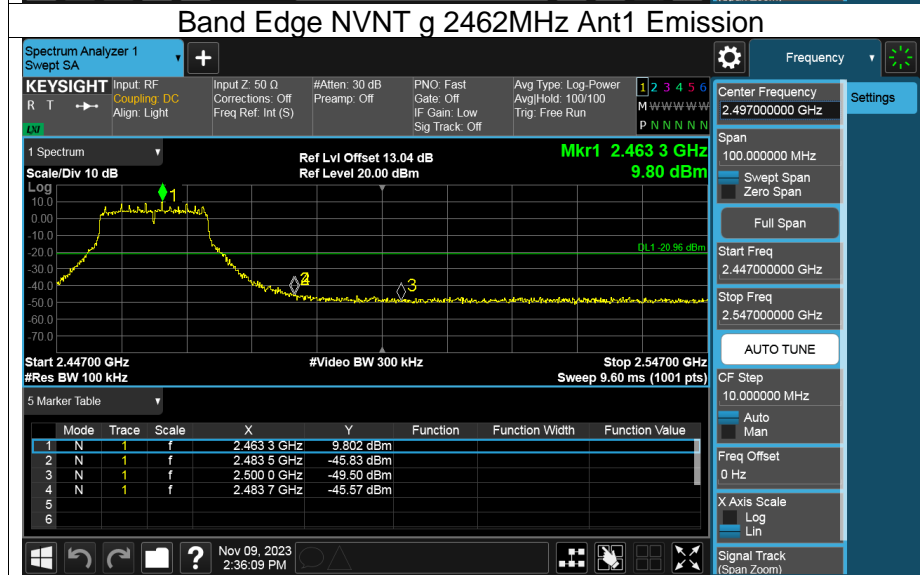 (Span Zoom)
Band Edge NVNT g 2462MHz Ant1 Emission
Spectrum Analyzer 1
Swept SA
+
Frequency
KEYSIGHT
R T
LXI
Input: RF
Coupling: DC
Align: Light
Input Z: 50 Ω
Corrections: Off
Freq Ref: Int (S)
#Atten: 30 dB
Preamp: Off
PNO: Fast
Gate: Off
IF Gain: Low
Sig Track: Off
Avg Type: Log-Power
Avg|Hold: 100/100
Trig: Free Run
1 2 3 4 5 6
M W W W W W
P N N N N N
1 Spectrum
Scale/Div 10 dB
Ref Lvl Offset 13.04 dB
Ref Level 20.00 dBm
Mkr1 2.463 3 GHz
9.80 dBm
Log
10.0
0.00
-10.0
-20.0
-30.0
-40.0
-50.0
-60.0
-70.0
1
2
3
DL1 -20.96 dBm
Start 2.44700 GHz
#Res BW 100 kHz
#Video BW 300 kHz
Stop 2.54700 GHz
Sweep 9.60 ms (1001 pts)
5 Marker Table
Mode Trace Scale X Y Function Function Width Function Value
1 N 1 f 2.463 3 GHz 9.802 dBm
2 N 1 f 2.483 5 GHz -45.83 dBm
3 N 1 f 2.500 0 GHz -49.50 dBm
4 N 1 f 2.483 7 GHz -45.57 dBm
5
6
?
Nov 09, 2023
2:36:09 PM
Center Frequency
2.497000000 GHz
Settings
Span
100.000000 MHz
Swept Span
Zero Span
Full Span
Start Freq
2.447000000 GHz
Stop Freq
2.547000000 GHz
AUTO TUNE
CF Step
10.000000 MHz
Auto
Man
Freq Offset
0 Hz
X Axis Scale
Log
Lin
Signal Track
(Span Zoom)